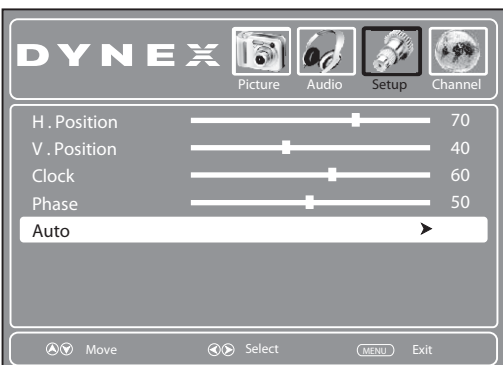 DYNEX
Picture Audio Setup Channel
H . Position 70
V . Position 40
Clock 60
Phase 50
Auto
Move Select MENU Exit